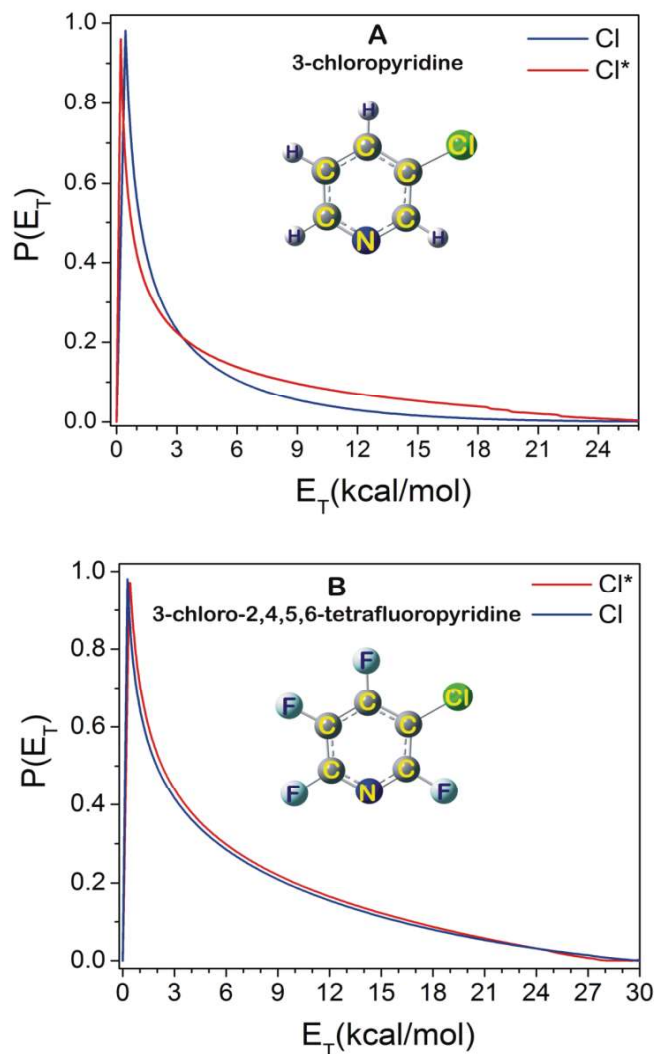 A
3-chloropyridine
Cl
Cl*
H
H
C
Cl
C
C
C
C
H
N
H
P(E_T)
1.0
0.8
0.6
0.4
0.2
0.0
0 3 6 9 12 15 18 21 24
E_T(kcal/mol)
B
3-chloro-2,4,5,6-tetrafluoropyridine
Cl*
Cl
F
F
C
Cl
C
C
C
C
F
N
F
P(E_T)
1.0
0.8
0.6
0.4
0.2
0.0
0 3 6 9 12 15 18 21 24 27 30
E_T(kcal/mol)